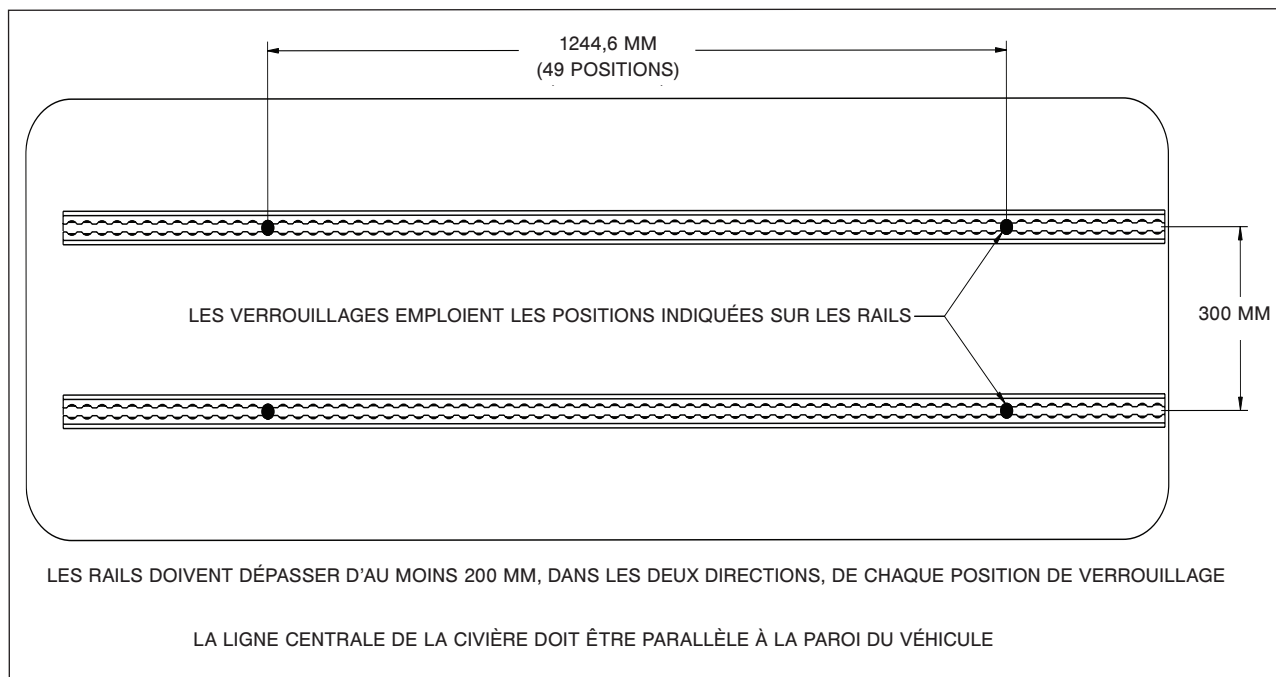 1244,6 MM
(49 POSITIONS)
LES VERROUILLAGES EMPLOIENT LES POSITIONS INDIQUÉES SUR LES RAILS
300 MM
LES RAILS DOIVENT DÉPASSER D'AU MOINS 200 MM, DANS LES DEUX DIRECTIONS, DE CHAQUE POSITION DE VERROUILLAGE
LA LIGNE CENTRALE DE LA CIVIÈRE DOIT ÊTRE PARALLÈLE À LA PAROI DU VÉHICULE